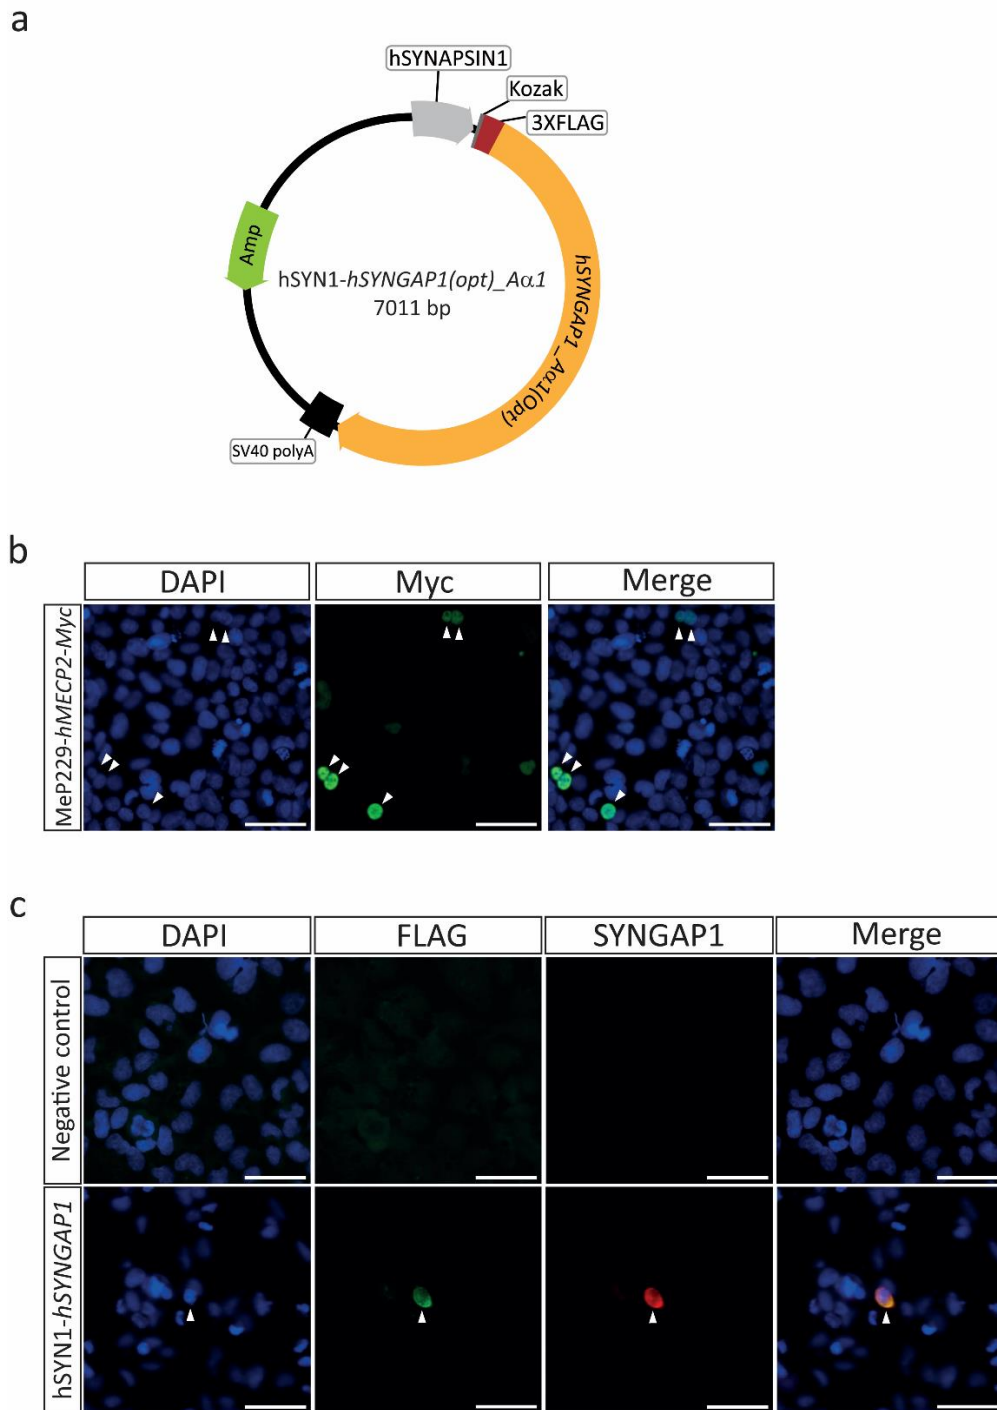 a
hSYNAPSIN1
Kozak
3XFLAG
Amp
hSYN1-hSYNGAP1(opt)_Aα1
7011 bp
hSYNGAP1_Aα1(Opt)
SV40 polyA
b
DAPI
Myc
Merge
MeP229-hMECP2-Myc
c
DAPI
FLAG
SYNGAP1
Merge
Negative control
hSYN1-hSYNGAP1